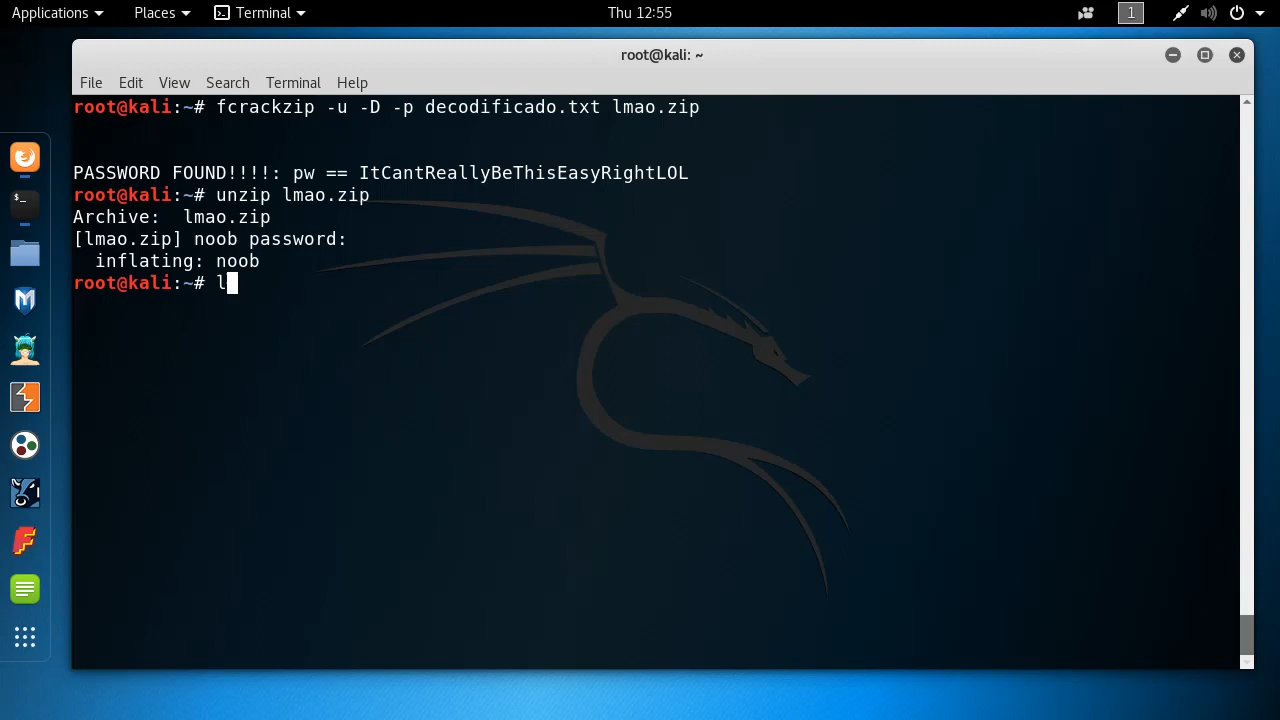 Applications Places Terminal Thu 12:55 1
root@kali: ~
File Edit View Search Terminal Help
root@kali:~# fcrackzip -u -D -p decodificado.txt lmao.zip
PASSWORD FOUND!!!!: pw == ItCantReallyBeThisEasyRightLOL
root@kali:~# unzip lmao.zip
Archive:  lmao.zip
[lmao.zip] noob password:
  inflating: noob
root@kali:~# l